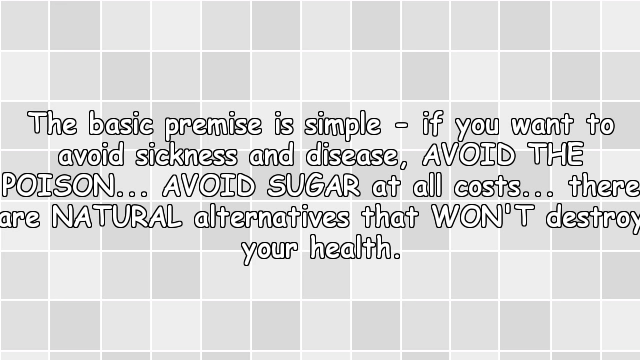 The basic premise is simple - if you want to
avoid sickness and disease, AVOID THE
POISON... AVOID SUGAR at all costs... there
are NATURAL alternatives that WON'T destroy
your health.